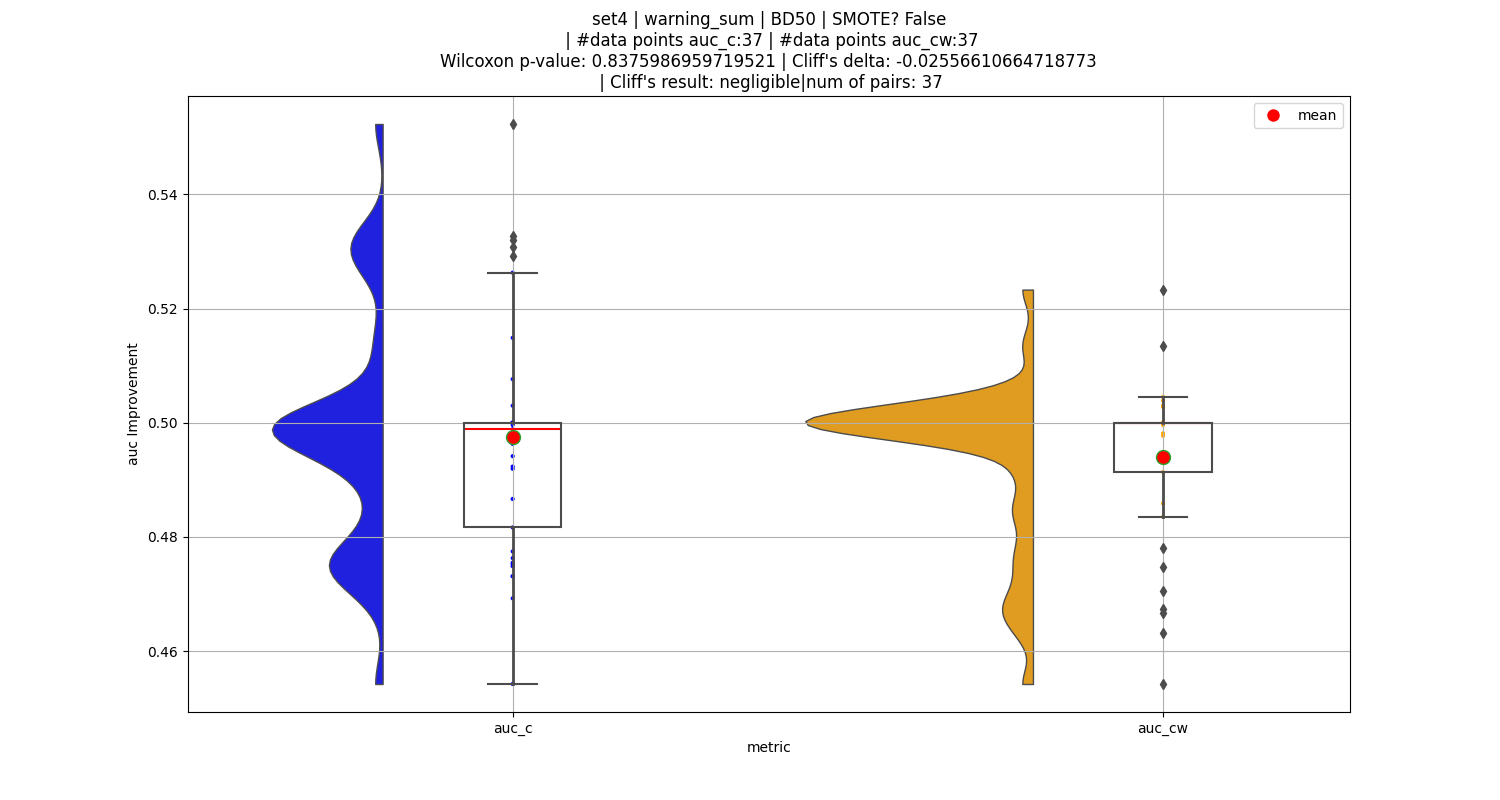 set4 | warning_sum | BD50 | SMOTE? False
| #data points auc_c:37 | #data points auc_cw:37
Wilcoxon p-value: 0.8375986959719521 | Cliff's delta: -0.02556610664718773
| Cliff's result: negligible|num of pairs: 37
mean
0.54
0.52
0.50
0.48
0.46
auc Improvement
auc_c
auc_cw
metric